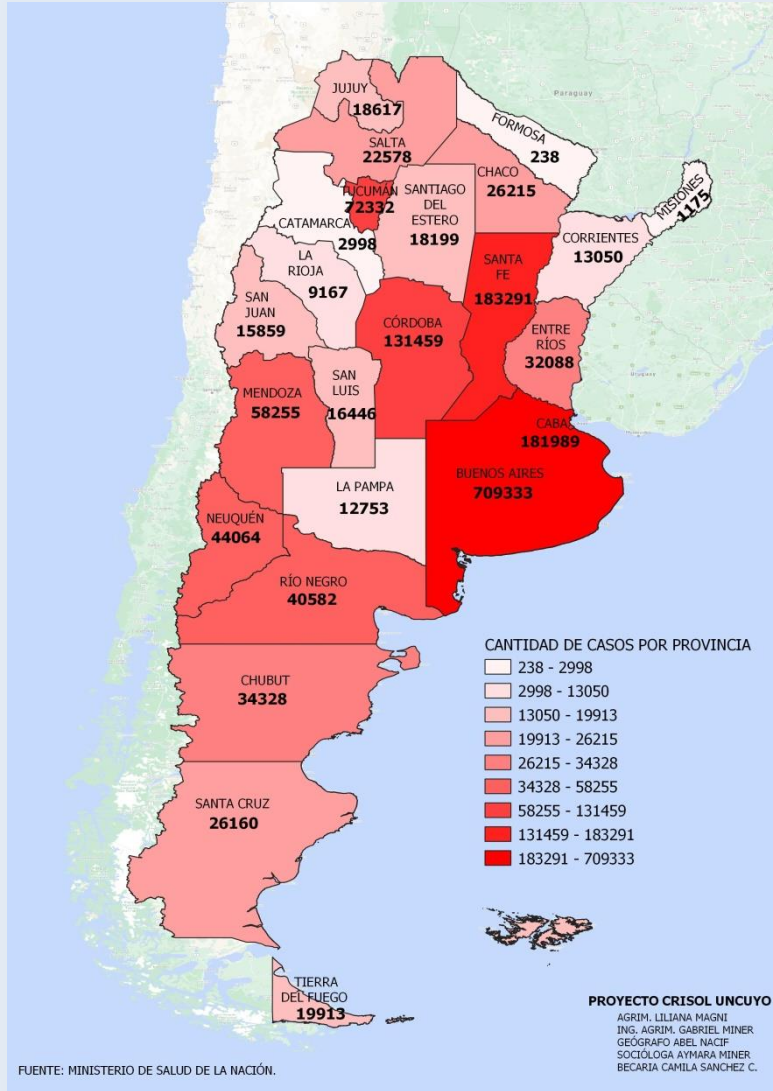 JUJUY
18617
Paraguay
FORMOSA
238
SALTA
22578
CHACO
26215
MISIONES
1175
TUCUMÁN
72332
SANTIAGO
DEL
ESTERO
18199
CATAMARCA
2998
CORRIENTES
13050
LA
RIOJA
9167
SANTA
FE
183291
SAN
JUAN
15859
CÓRDOBA
131459
ENTRE
RÍOS
32088
Uruguay
SAN
LUIS
16446
MENDOZA
58255
CABA
181989
BUENOS AIRES
709333
LA PAMPA
12753
NEUQUÉN
44064
RÍO NEGRO
40582
CHUBUT
34328
SANTA CRUZ
26160
TIERRA
DEL FUEGO
19913
CANTIDAD DE CASOS POR PROVINCIA
238 - 2998
2998 - 13050
13050 - 19913
19913 - 26215
26215 - 34328
34328 - 58255
58255 - 131459
131459 - 183291
183291 - 709333
PROYECTO CRISOL UNCUYO
AGRIM. LILIANA MAGNI
ING. AGRIM. GABRIEL MINER
GEÓGRAFO ABEL NACIF
SOCIÓLOGA AYMARA MINER
BECARIA CAMILA SANCHEZ C.
FUENTE: MINISTERIO DE SALUD DE LA NACIÓN.